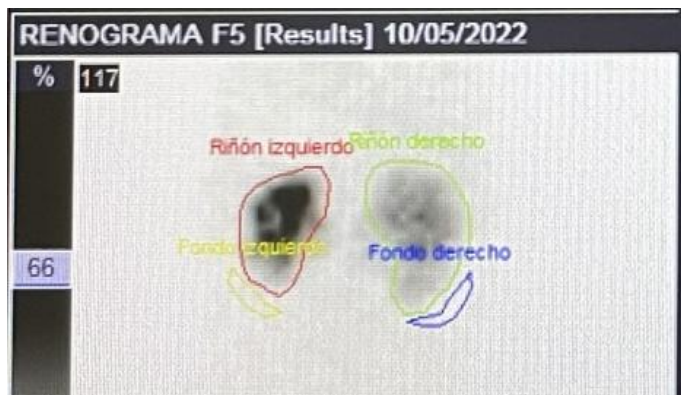 RENOGRAMA F5 [Results] 10/05/2022
% 117
Riñón izquierdo Riñón derecho
Fondo izquierdo Fondo derecho
66